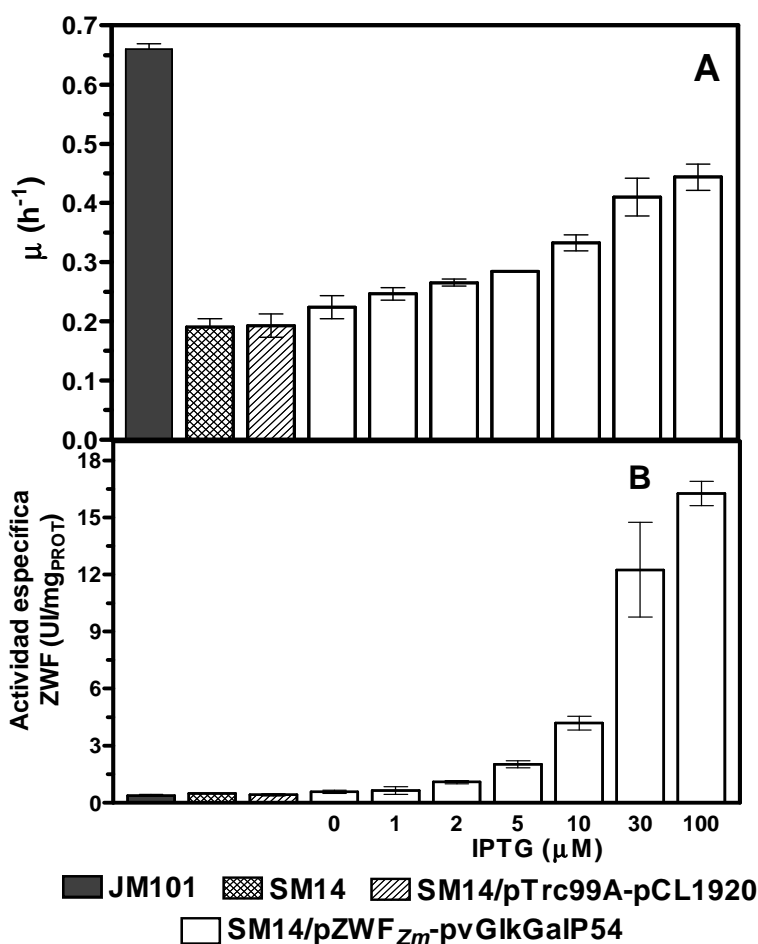 0.7
0.6
0.5
0.4
0.3
0.2
0.1
0.0
μ (h⁻¹)
A
18
15
12
9
6
3
0
Actividad específica
ZWF (UI/mgPROT)
B
0 1 2 5 10 30 100
IPTG (μM)
JM101 SM14 SM14/pTrc99A-pCL1920
SM14/pZWFZm-pvGlkGalP54